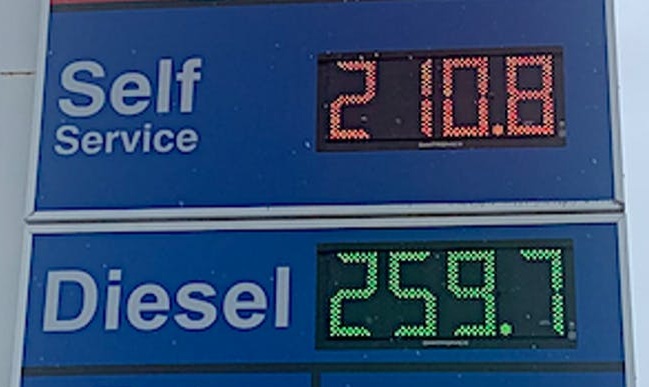 Self
Service
210.8
Diesel
259.7